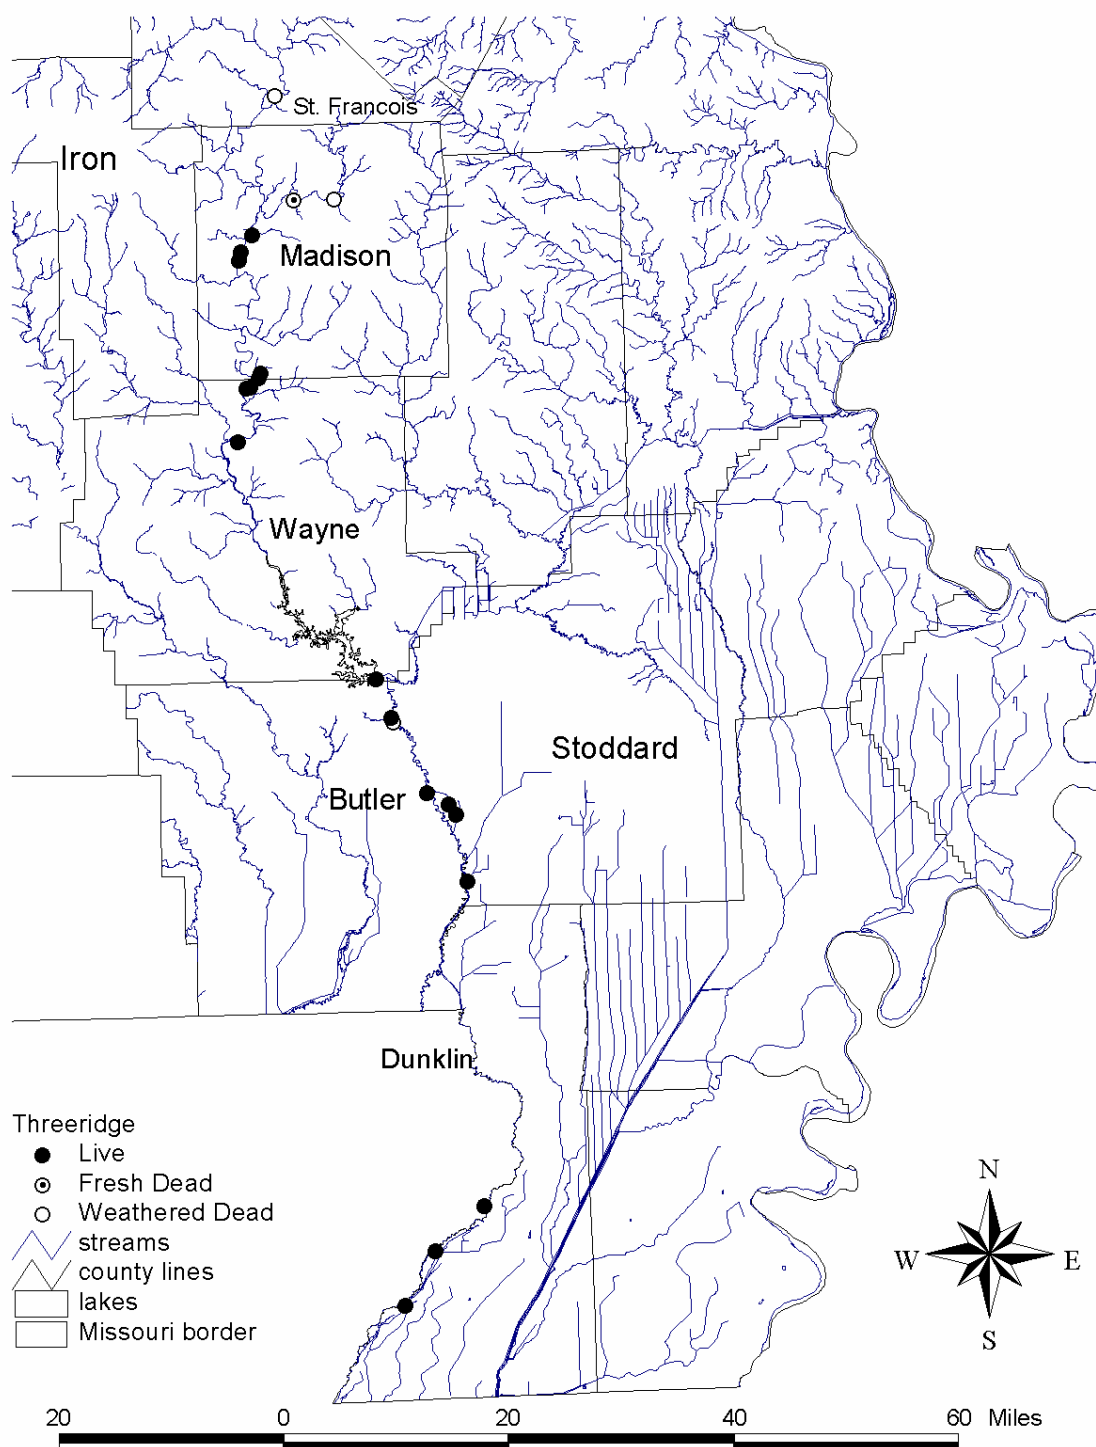 St. Francois
Iron
Madison
Wayne
Stoddard
Butler
Dunklin
Threeridge
Live
Fresh Dead
Weathered Dead
streams
county lines
lakes
Missouri border
N
W E
S
20 0 20 40 60 Miles